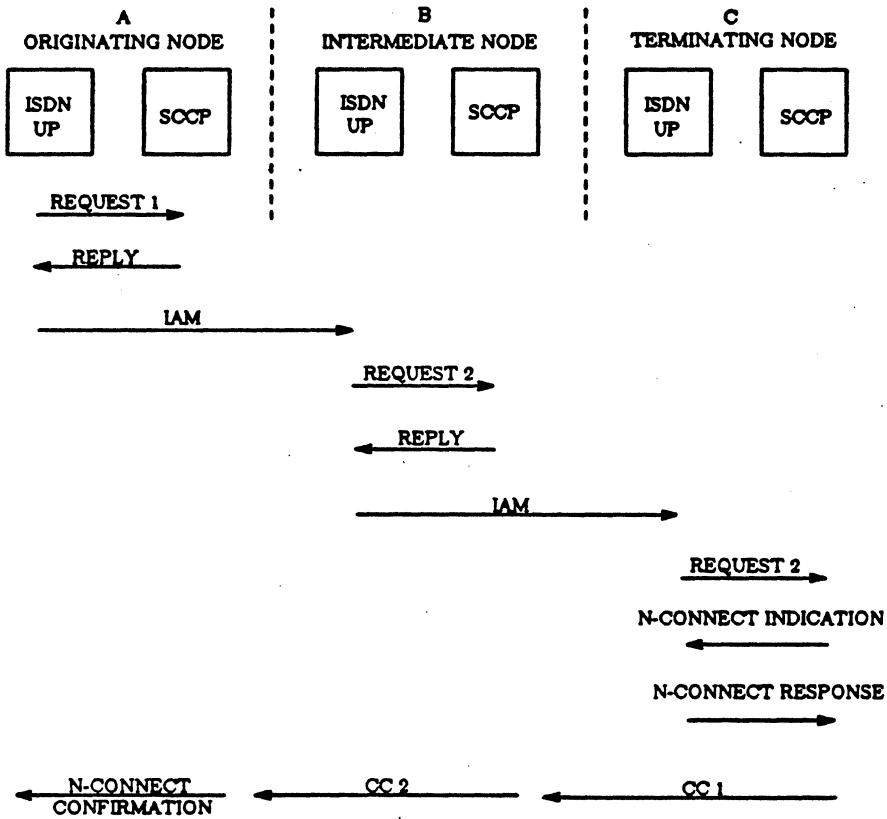 A
ORIGINATING NODE
B
INTERMEDIATE NODE
C
TERMINATING NODE
ISDN
UP
SCCP
ISDN
UP
SCCP
ISDN
UP
SCCP
REQUEST 1
REPLY
IAM
REQUEST 2
REPLY
IAM
REQUEST 2
N-CONNECT INDICATION
N-CONNECT RESPONSE
N-CONNECT
CONFIRMATION
CC 2
CC 1